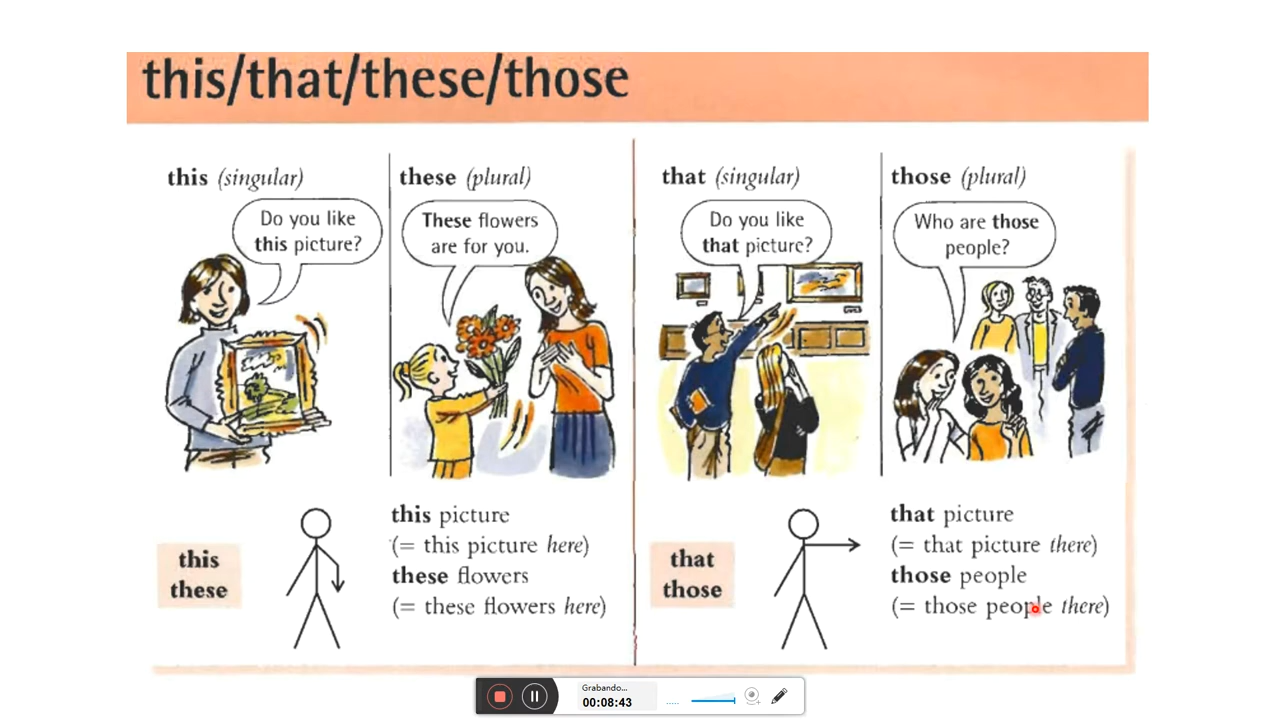 this/that/these/those
this (singular)
Do you like
this picture?
these (plural)
These flowers
are for you.
that (singular)
Do you like
that picture?
those (plural)
Who are those
people?
this
these
this picture
(= this picture here)
these flowers
(= these flowers here)
that
those
that picture
(= that picture there)
those people
(= those people there)
Grabando...
00:08:43